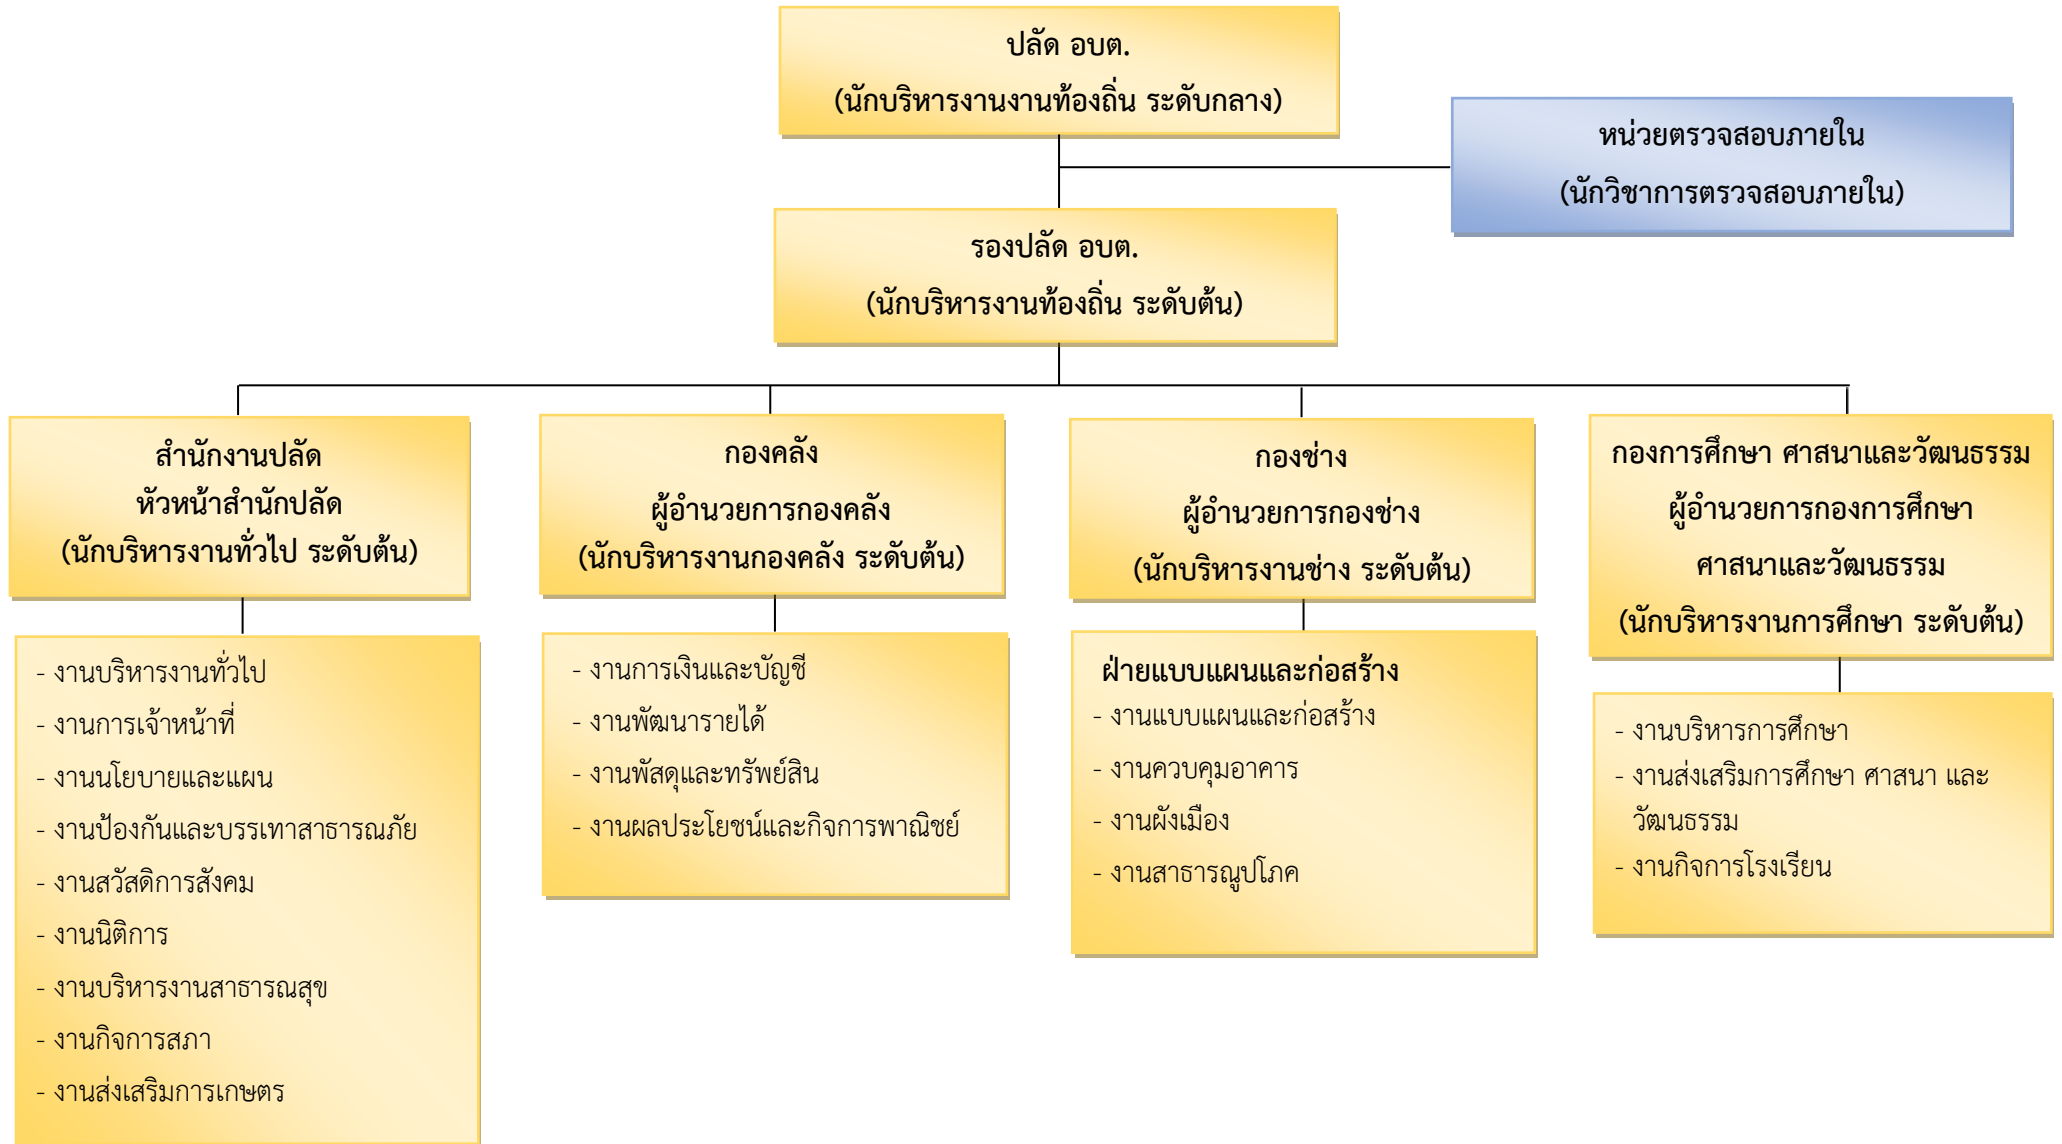 ปลัด อบต.
(นักบริหารงานงานท้องถิ่น ระดับกลาง)
หน่วยตรวจสอบภายใน
(นักวิชาการตรวจสอบภายใน)
รองปลัด อบต.
(นักบริหารงานท้องถิ่น ระดับต้น)
สำนักงานปลัด
หัวหน้าสำนักปลัด
(นักบริหารงานทั่วไป ระดับต้น)
- งานบริหารงานทั่วไป
- งานการเจ้าหน้าที่
- งานนโยบายและแผน
- งานป้องกันและบรรเทาสาธารณภัย
- งานสวัสดิการสังคม
- งานนิติการ
- งานบริหารงานสาธารณสุข
- งานกิจการสภา
- งานส่งเสริมการเกษตร
กองคลัง
ผู้อำนวยการกองคลัง
(นักบริหารงานกองคลัง ระดับต้น)
- งานการเงินและบัญชี
- งานพัฒนารายได้
- งานพัสดุและทรัพย์สิน
- งานผลประโยชน์และกิจการพาณิชย์
กองช่าง
ผู้อำนวยการกองช่าง
(นักบริหารงานช่าง ระดับต้น)
ฝ่ายแบบแผนและก่อสร้าง
- งานแบบแผนและก่อสร้าง
- งานควบคุมอาคาร
- งานผังเมือง
- งานสาธารณูปโภค
กองการศึกษา ศาสนาและวัฒนธรรม
ผู้อำนวยการกองการศึกษา
ศาสนาและวัฒนธรรม
(นักบริหารงานการศึกษา ระดับต้น)
- งานบริหารการศึกษา
- งานส่งเสริมการศึกษา ศาสนา และ
วัฒนธรรม
- งานกิจการโรงเรียน